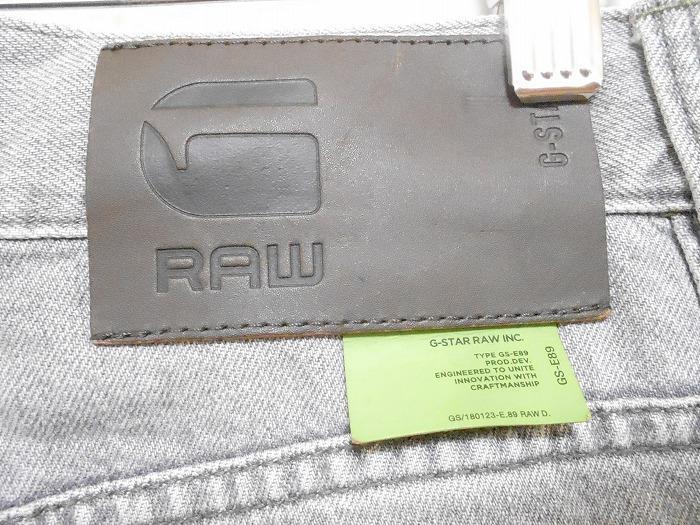 G
RAW
G-ST
G-STAR RAW INC.
TYPE GS-E89
PROD.DEV.
ENGINEERED TO UNITE
INNOVATION WITH
CRAFTMANSHIP
GS-E89
GS/180123-E.89 RAW D.